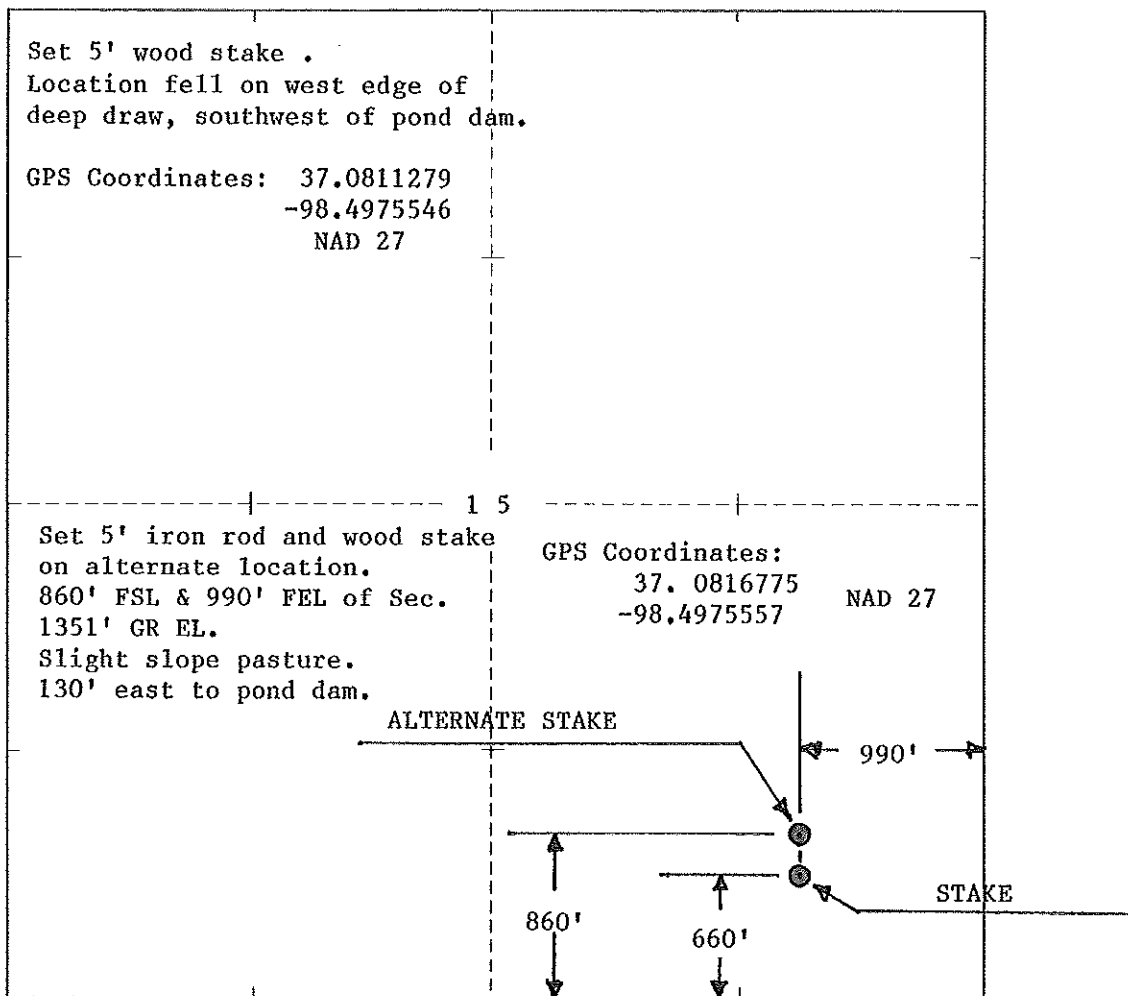 Set 5' wood stake .
Location fell on west edge of
deep draw, southwest of pond dam.
GPS Coordinates: 37.0811279
-98.4975546
NAD 27
1 5
Set 5' iron rod and wood stake
on alternate location.
860' FSL & 990' FEL of Sec.
1351' GR EL.
Slight slope pasture.
130' east to pond dam.
GPS Coordinates:
37. 0816775
-98.4975557
NAD 27
ALTERNATE STAKE
990'
STAKE
860'
660'